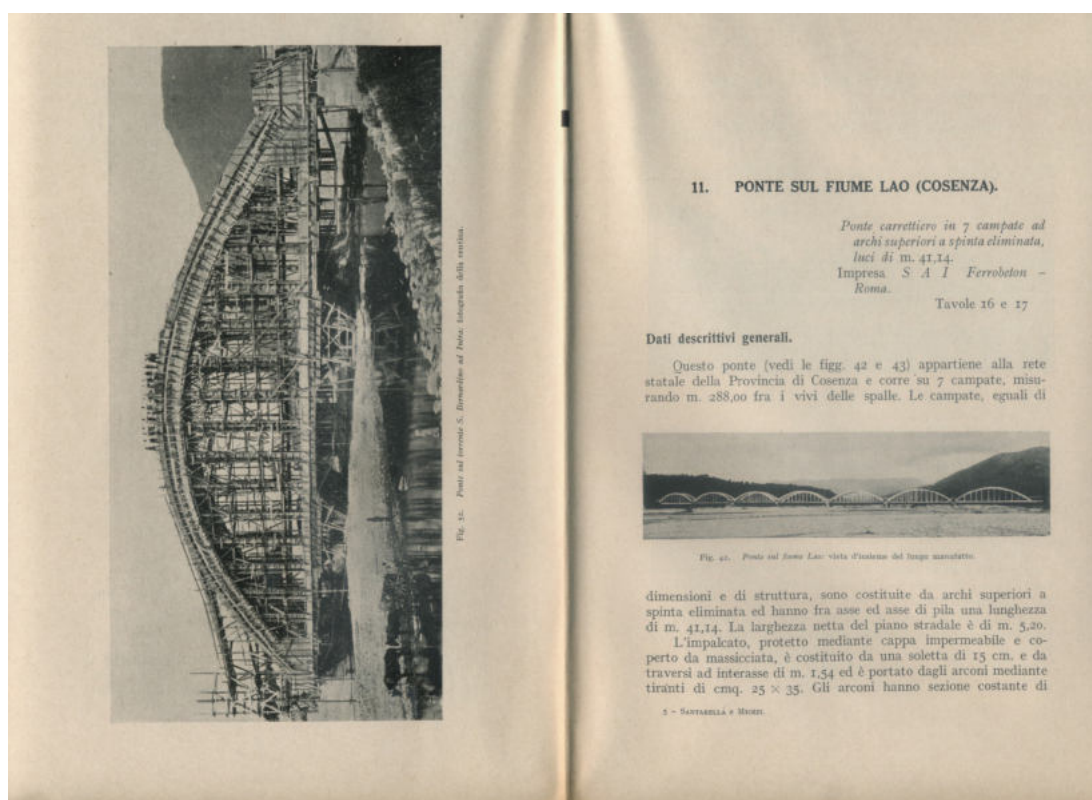 Fig. 32. Ponte sul torrente S. Bernardino ad Intra: fotografia della centina.
11. PONTE SUL FIUME LAO (COSENZA).
Ponte carrettiero in 7 campate ad
archi superiori a spinta eliminata,
luci di m. 41,14.
Impresa S A I Ferrobeton –
Roma.
Tavole 16 e 17
Dati descrittivi generali.
Questo ponte (vedi le figg. 42 e 43) appartiene alla rete
statale della Provincia di Cosenza e corre su 7 campate, misu-
rando m. 288,00 fra i vivi delle spalle. Le campate, eguali di
Fig. 42. Ponte sul fiume Lao: vista d'insieme del lungo manufatto.
dimensioni e di struttura, sono costituite da archi superiori a
spinta eliminata ed hanno fra asse ed asse di pila una lunghezza
di m. 41,14. La larghezza netta del piano stradale è di m. 5,20.
L'impalcato, protetto mediante cappa impermeabile e co-
perto da massicciata, è costituito da una soletta di 15 cm. e da
traversi ad interasse di m. 1,54 ed è portato dagli arconi mediante
tiranti di cmq. 25 × 35. Gli arconi hanno sezione costante di
5 – SANTARELLA e MIOZZI.